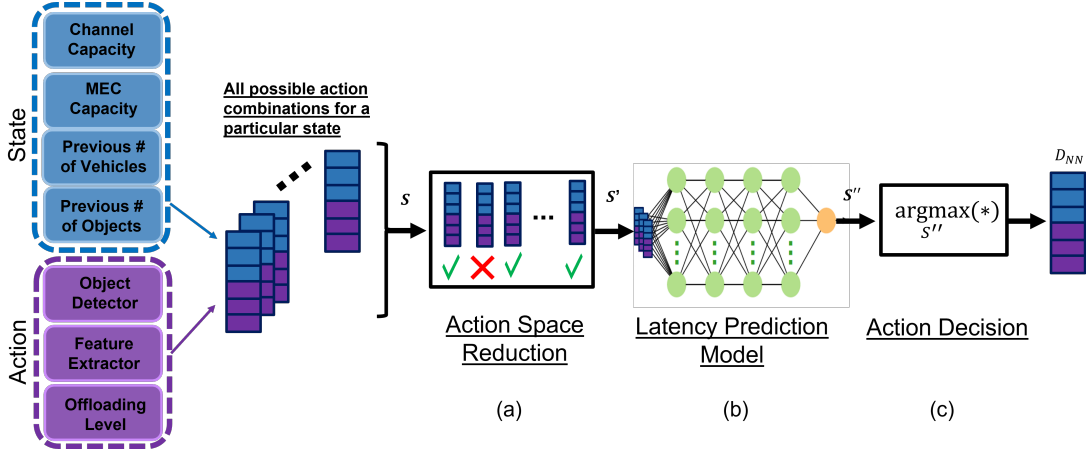 State
Channel
Capacity
MEC
Capacity
Previous #
of Vehicles
Previous #
of Objects
Action
Object
Detector
Feature
Extractor
Offloading
Level
All possible action
combinations for a
particular state
s
...
Action Space
Reduction
(a)
s'
Latency Prediction
Model
(b)
s''
argmax(*)
s''
Action Decision
(c)
D_NN